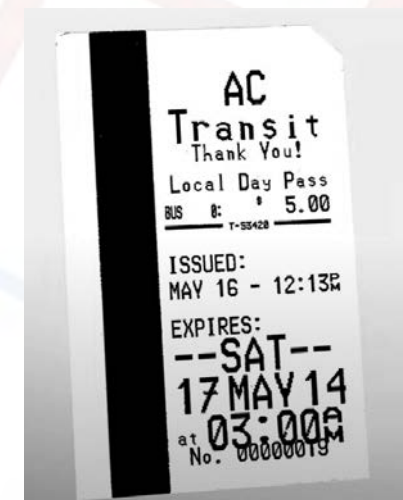 AC
Transit
Thank You!
Local Day Pass
BUS 0: $ 5.00
T-53420
ISSUED:
MAY 16 - 12:13PM
EXPIRES:
--SAT--
17 MAY 14
at 03:00AM
No. 00000019